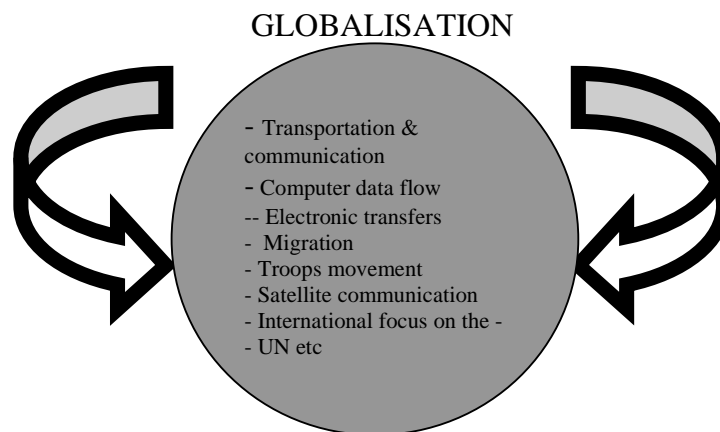 GLOBALISATION
- Transportation &
communication
- Computer data flow
-- Electronic transfers
- Migration
- Troops movement
- Satellite communication
- International focus on the -
- UN etc